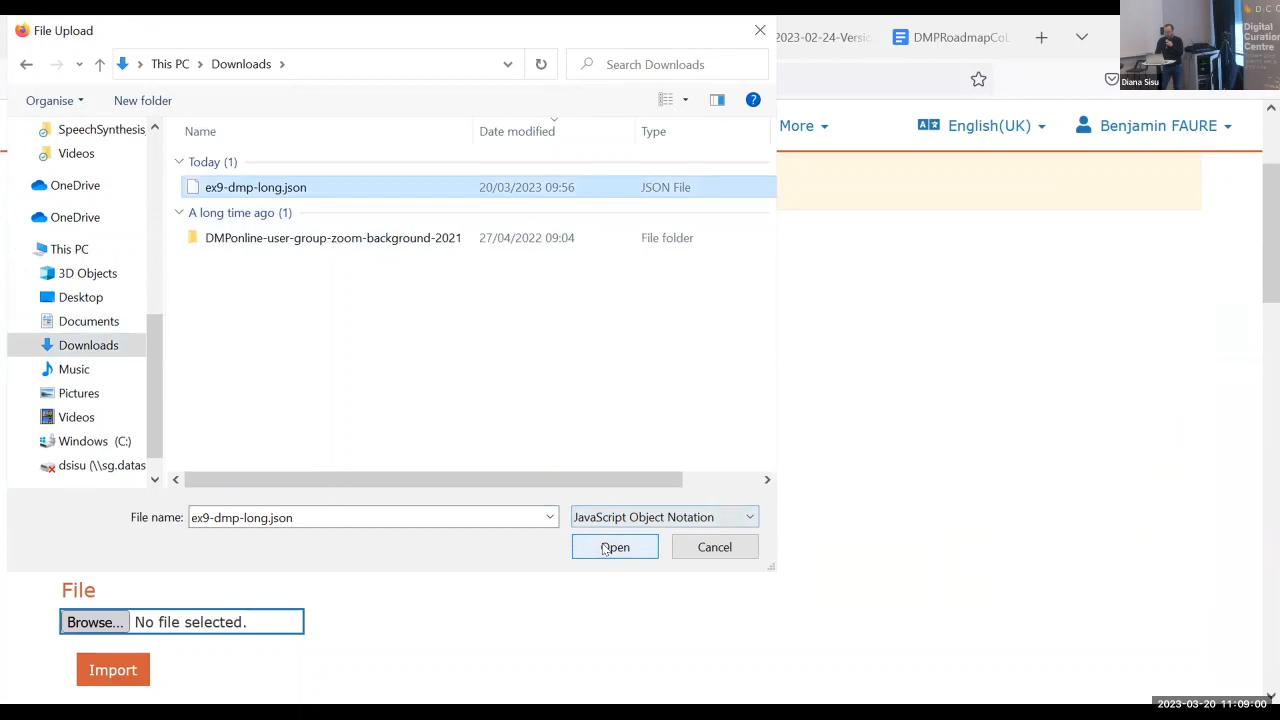 File Upload
2023-02-24-Versi
DMPRoadmapCoL
Digital
Curation
Centre
Diana Sisu
This PC
Downloads
Search Downloads
Organise
New folder
SpeechSynthesis
Videos
OneDrive
OneDrive
This PC
3D Objects
Desktop
Documents
Downloads
Music
Pictures
Videos
Windows (C:)
dsisu (\\sg.datas
Name
Date modified
Type
Today (1)
ex9-dmp-long.json
20/03/2023 09:56
JSON File
A long time ago (1)
DMPonline-user-group-zoom-background-2021
27/04/2022 09:04
File folder
More
English(UK)
Benjamin FAURE
File name:
ex9-dmp-long.json
JavaScript Object Notation
Open
Cancel
File
Browse...
No file selected.
Import
2023-03-20 11:09:00